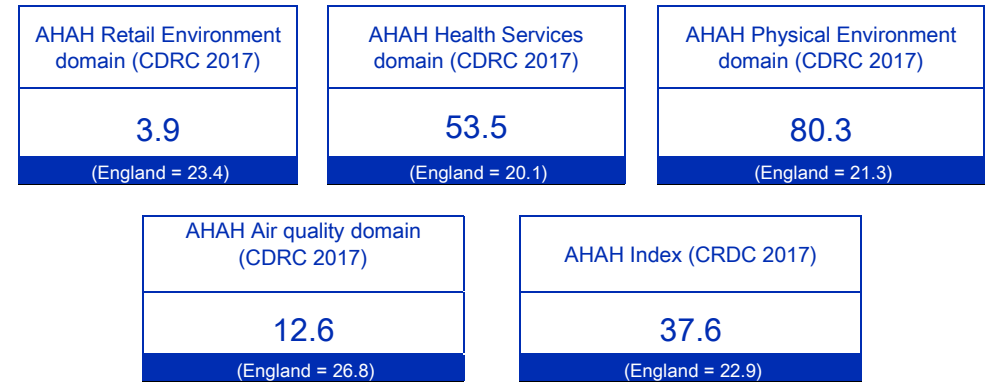 AHAH Retail Environment
domain (CDRC 2017)
3.9
(England = 23.4)
AHAH Health Services
domain (CDRC 2017)
53.5
(England = 20.1)
AHAH Physical Environment
domain (CDRC 2017)
80.3
(England = 21.3)
AHAH Air quality domain
(CDRC 2017)
12.6
(England = 26.8)
AHAH Index (CRDC 2017)
37.6
(England = 22.9)